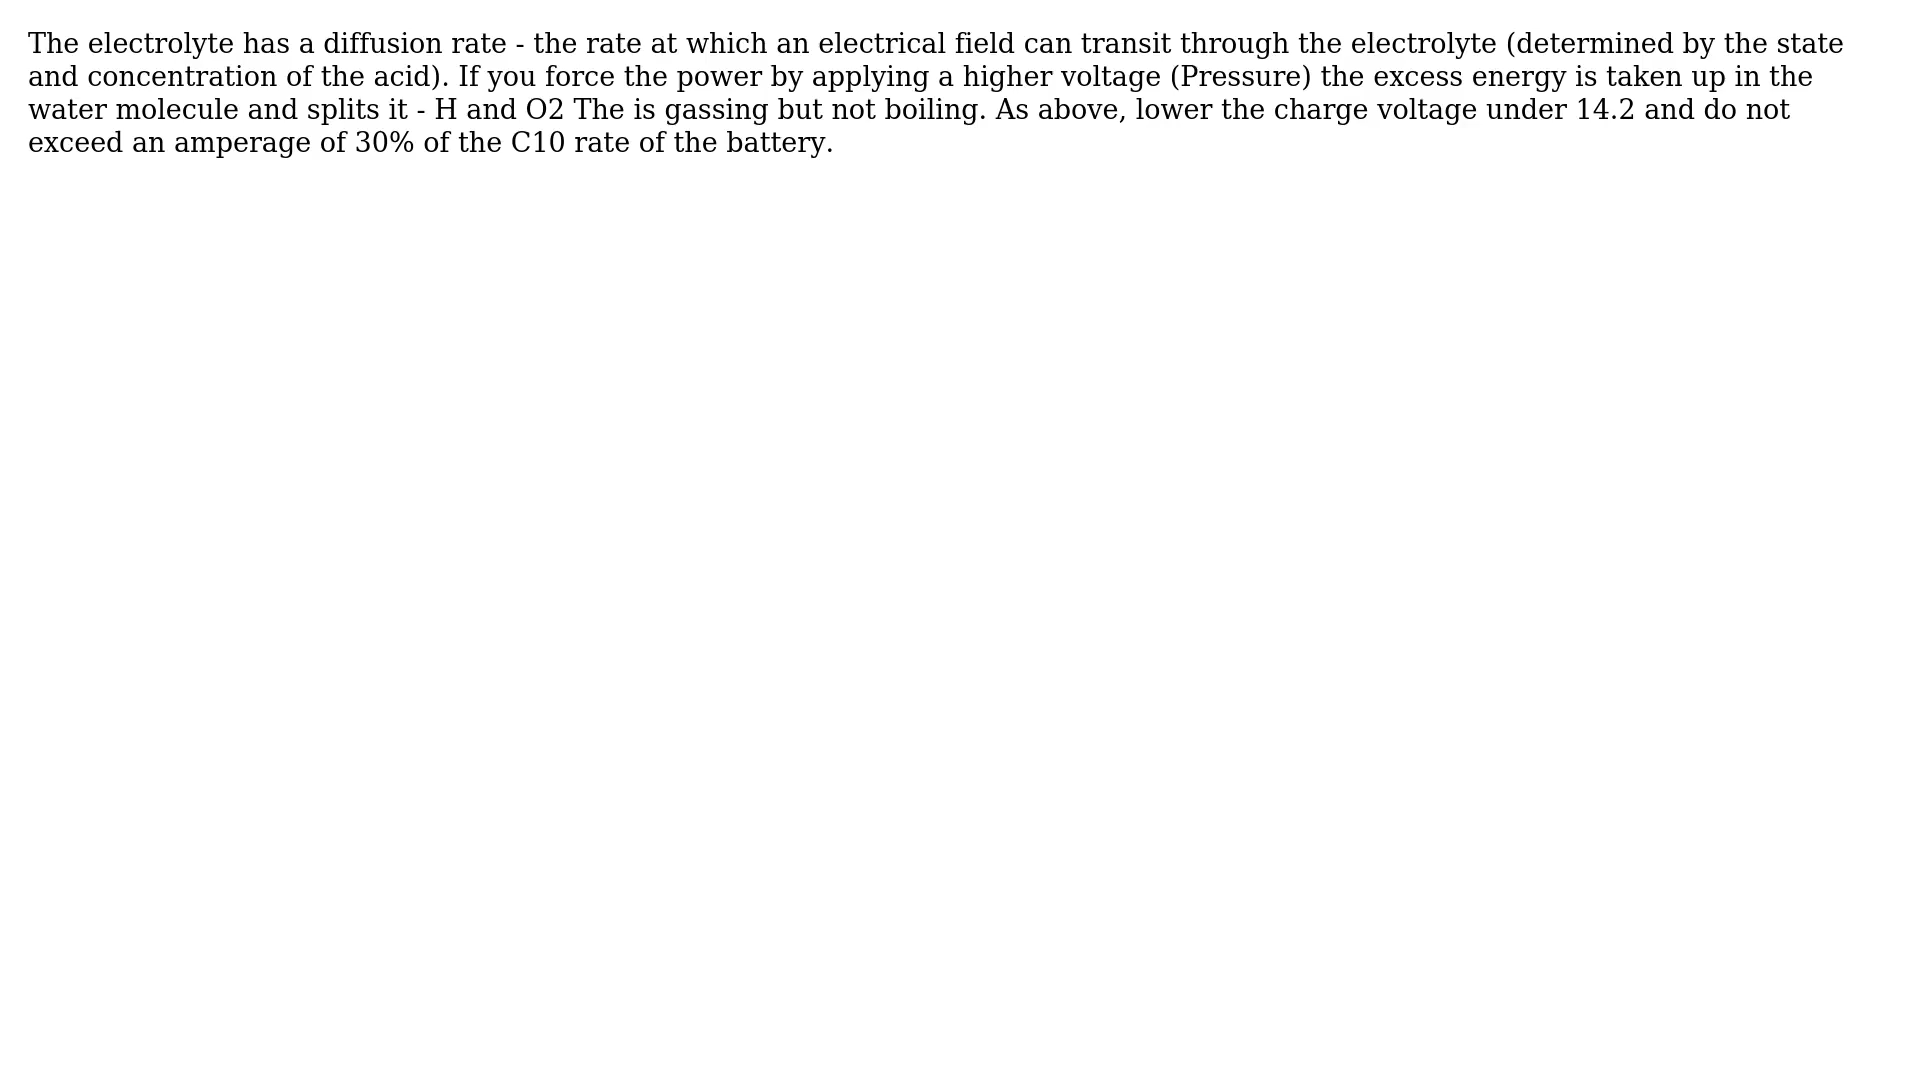 The electrolyte has a diffusion rate - the rate at which an electrical field can transit through the electrolyte (determined by the state
and concentration of the acid). If you force the power by applying a higher voltage (Pressure) the excess energy is taken up in the
water molecule and splits it - H and O2 The is gassing but not boiling. As above, lower the charge voltage under 14.2 and do not
exceed an amperage of 30% of the C10 rate of the battery.